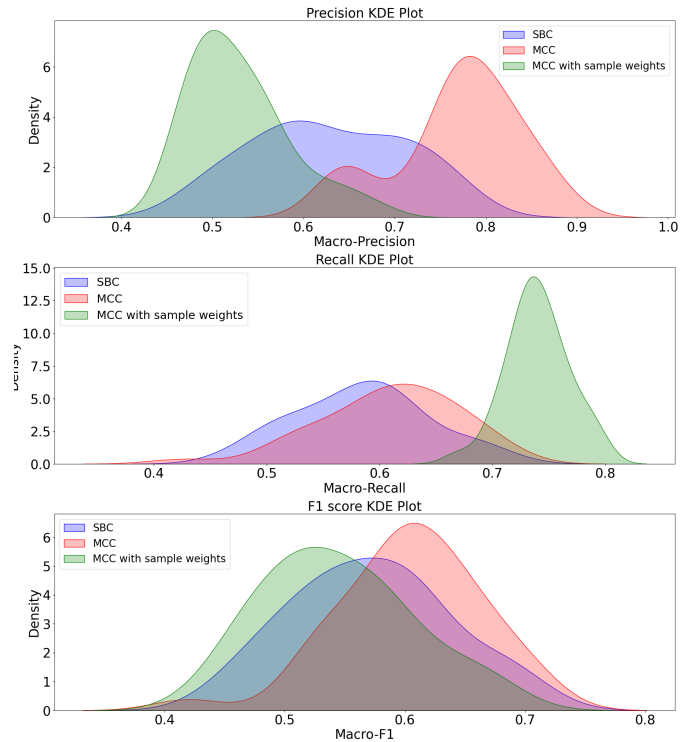 Precision KDE Plot
SBC
MCC
MCC with sample weights
Density
6
4
2
0
0.4 0.5 0.6 0.7 0.8 0.9 1.0
Macro-Precision
Recall KDE Plot
SBC
MCC
MCC with sample weights
Density
15.0
12.5
10.0
7.5
5.0
2.5
0.0
0.4 0.5 0.6 0.7 0.8
Macro-Recall
F1 score KDE Plot
SBC
MCC
MCC with sample weights
Density
6
5
4
3
2
1
0
0.4 0.5 0.6 0.7 0.8
Macro-F1